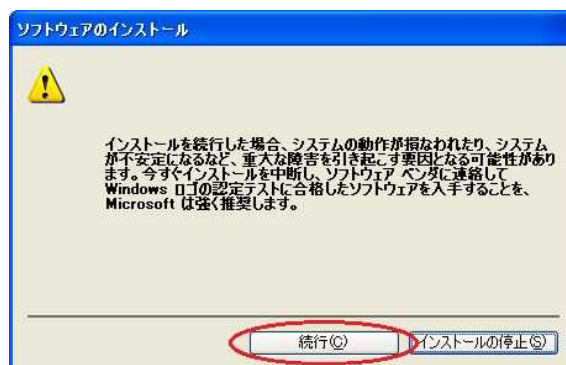 ソフトウェアのインストール
インストールを続行した場合、システムの動作が損なわれたり、システム
が不安定になるなど、重大な障害を引き起こす要因となる可能性があり
ます。今すぐインストールを中断し、ソフトウェア ベンダに連絡して
Windows ロゴの認定テストに合格したソフトウェアを入手することを、
Microsoft は強く推奨します。
続行(C)
インストールの停止(S)